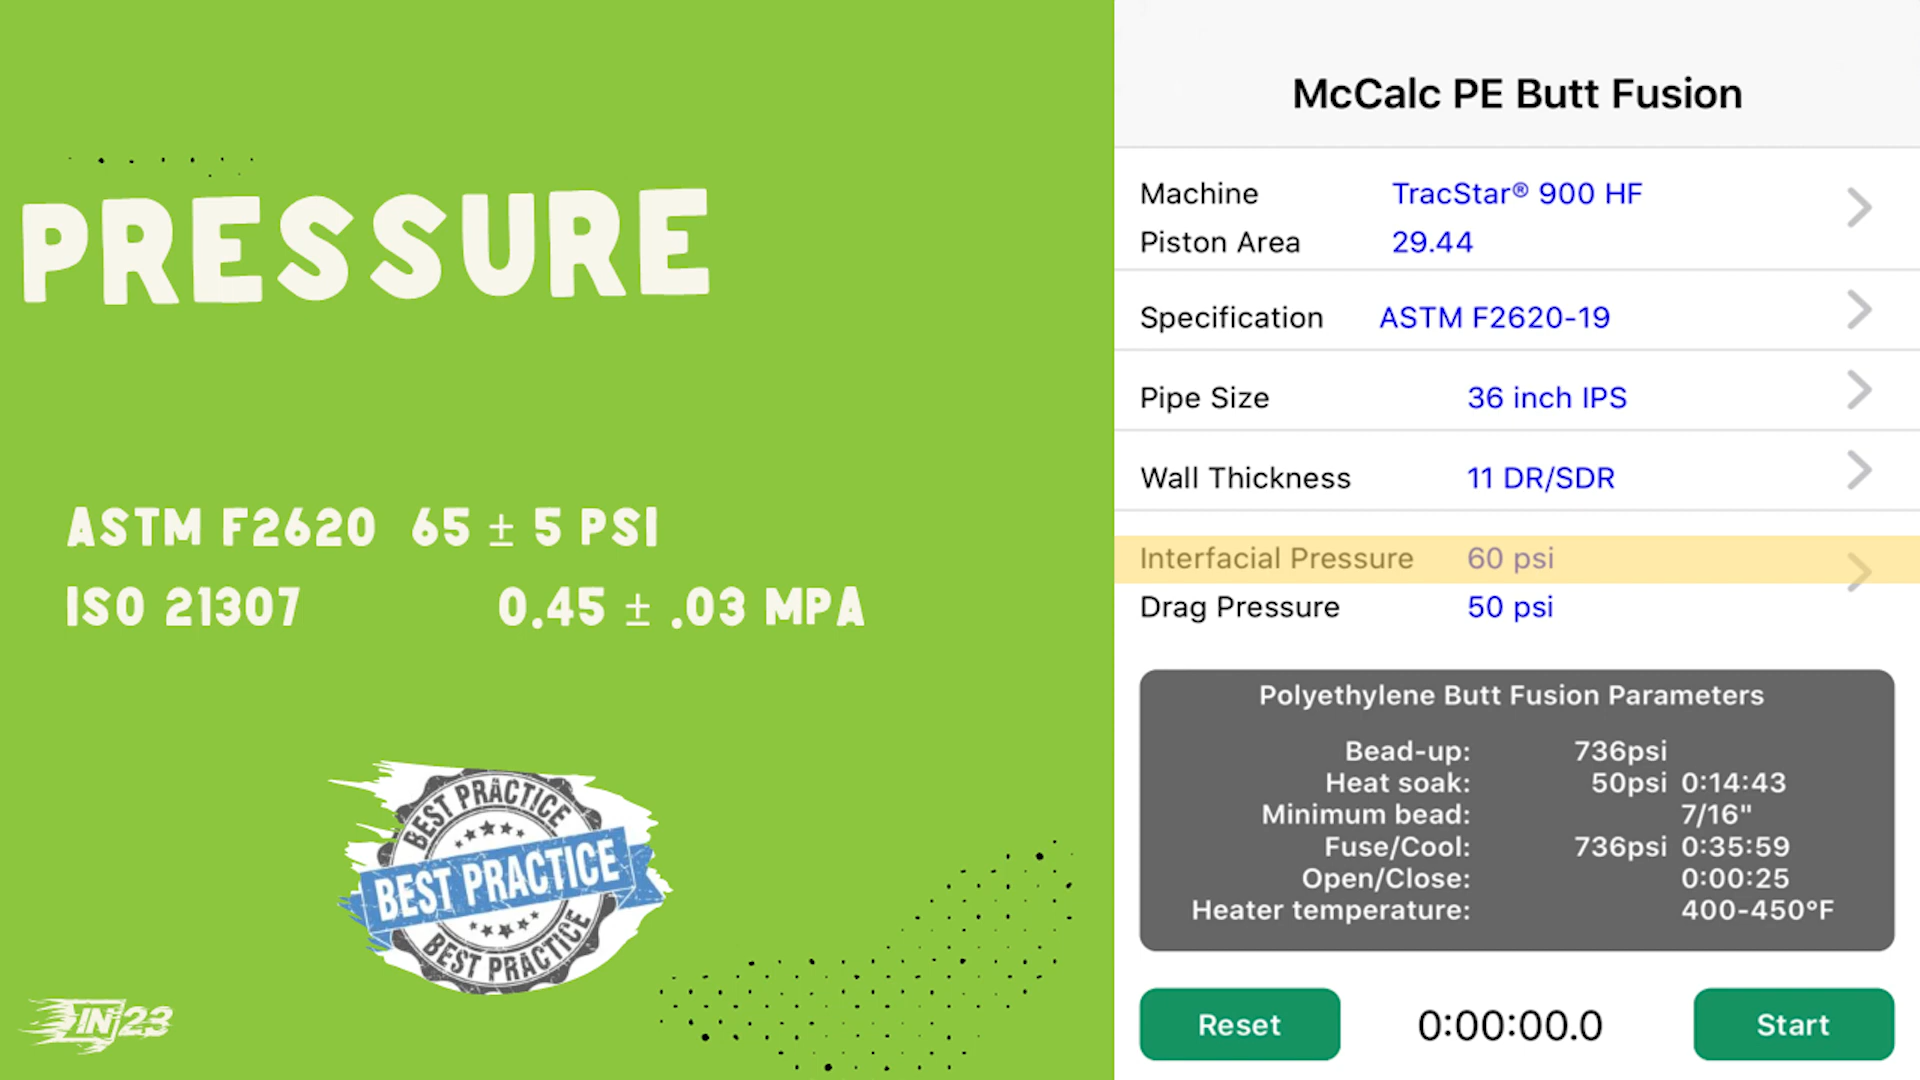 PRESSURE
ASTM F2620 65 ± 5 PSI
ISO 21307 0.45 ± .03 MPA
BEST PRACTICE
BEST PRACTICE
BEST PRACTICE
IN23
McCalc PE Butt Fusion
Machine TracStar® 900 HF
Piston Area 29.44
Specification ASTM F2620-19
Pipe Size 36 inch IPS
Wall Thickness 11 DR/SDR
Interfacial Pressure 60 psi
Drag Pressure 50 psi
Polyethylene Butt Fusion Parameters
Bead-up: 736psi
Heat soak: 50psi 0:14:43
Minimum bead: 7/16"
Fuse/Cool: 736psi 0:35:59
Open/Close: 0:00:25
Heater temperature: 400-450°F
Reset 0:00:00.0 Start